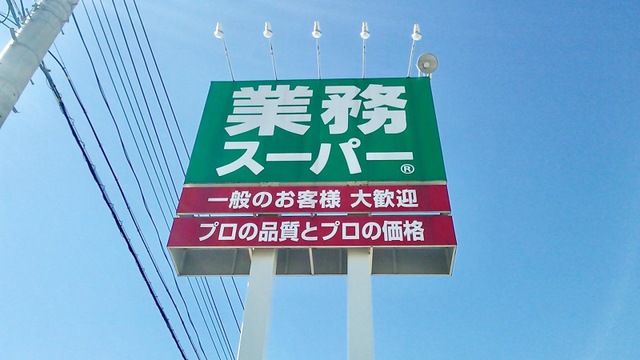 業務
スーパー®
一般のお客様 大歓迎
プロの品質とプロの価格